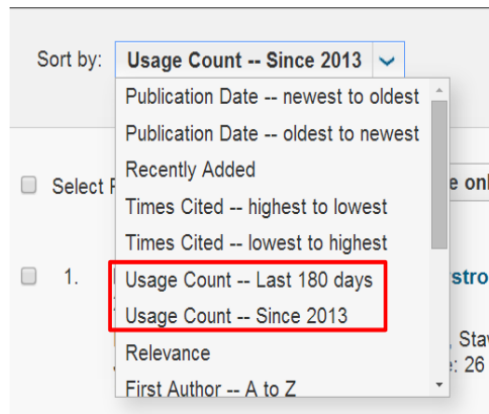 Sort by: Usage Count -- Since 2013
Publication Date -- newest to oldest
Publication Date -- oldest to newest
Recently Added
Select
Times Cited -- highest to lowest
Times Cited -- lowest to highest
1.
Usage Count -- Last 180 days
Usage Count -- Since 2013
Relevance
: 26
First Author -- A to Z